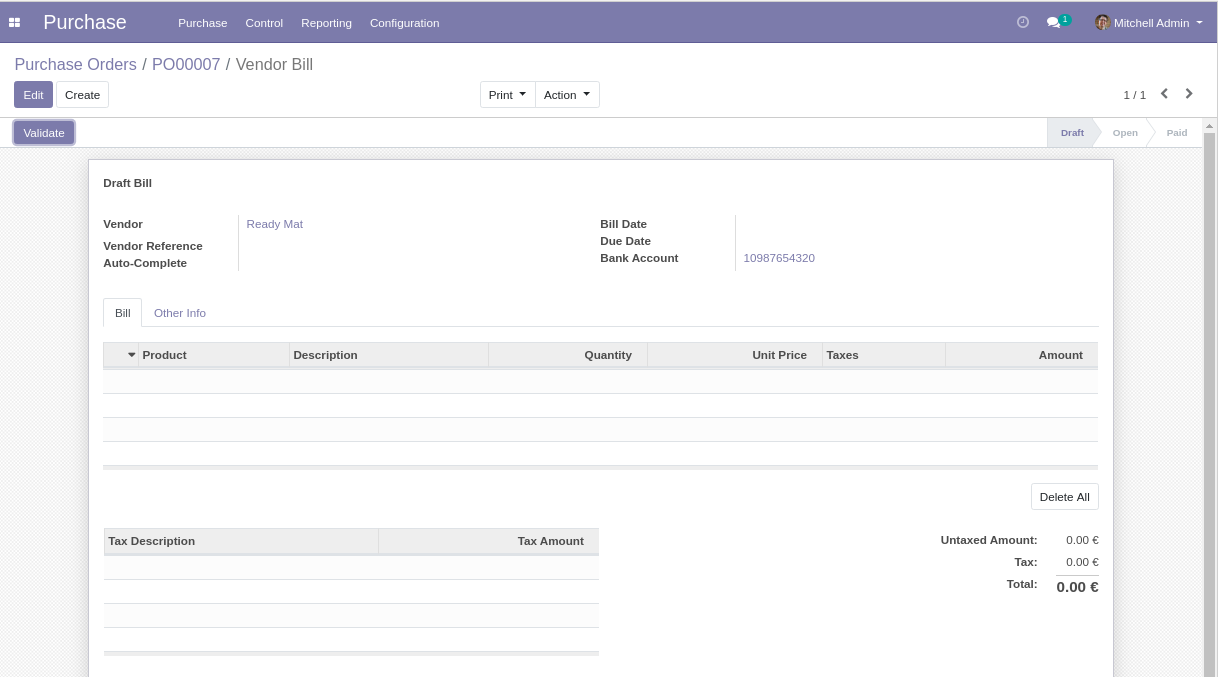 Purchase Purchase Control Reporting Configuration 1 Mitchell Admin
Purchase Orders / PO00007 / Vendor Bill
Edit Create Print Action 1 / 1
Validate Draft Open Paid
Draft Bill
Vendor Ready Mat Bill Date
Vendor Reference Due Date
Auto-Complete Bank Account 10987654320
Bill Other Info
Product Description Quantity Unit Price Taxes Amount
Delete All
Tax Description Tax Amount Untaxed Amount: 0.00 €
Tax: 0.00 €
Total: 0.00 €